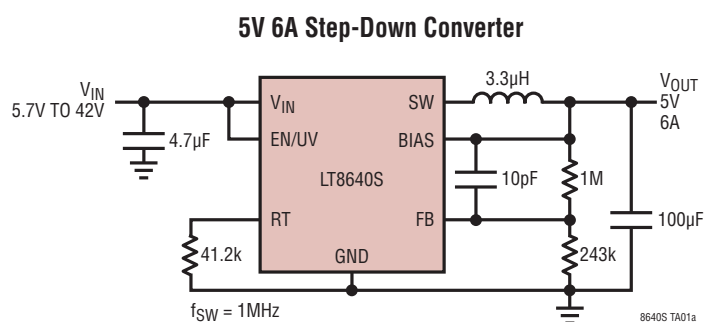 5V 6A Step-Down Converter
VIN
5.7V TO 42V
4.7µF
VIN
EN/UV
RT
SW
BIAS
FB
LT8640S
GND
3.3µH
VOUT
5V
6A
10pF
1M
100µF
243k
41.2k
fSW = 1MHz
8640S TA01a